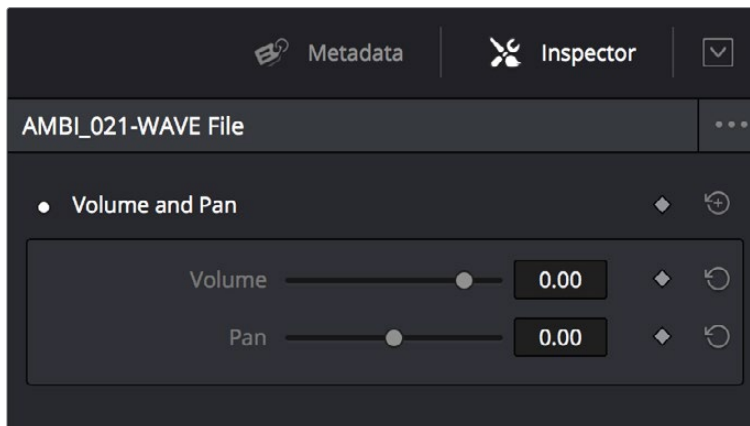 Metadata Inspector
AMBI_021-WAVE File
Volume and Pan
Volume 0.00
Pan 0.00